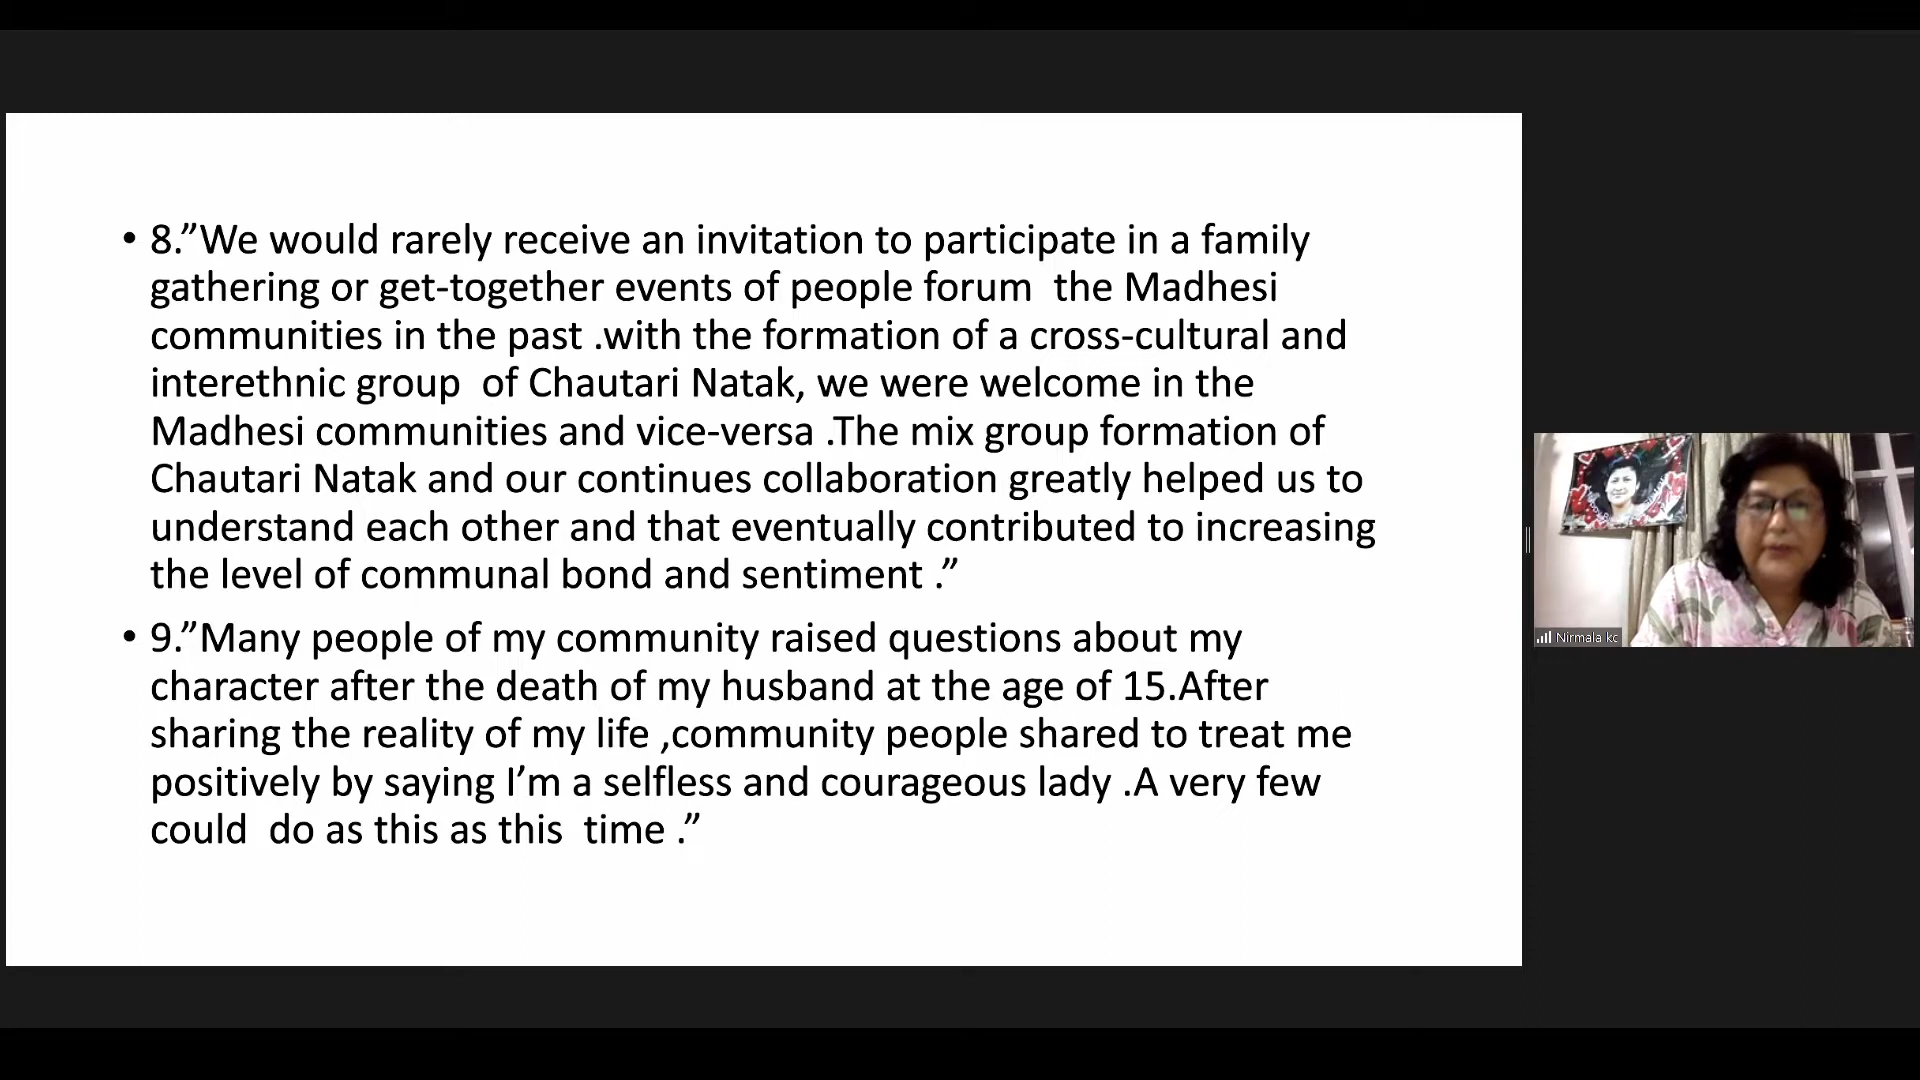 • 8.”We would rarely receive an invitation to participate in a family
gathering or get-together events of people forum  the Madhesi
communities in the past .with the formation of a cross-cultural and
interethnic group  of Chautari Natak, we were welcome in the
Madhesi communities and vice-versa .The mix group formation of
Chautari Natak and our continues collaboration greatly helped us to
understand each other and that eventually contributed to increasing
the level of communal bond and sentiment .”
• 9.”Many people of my community raised questions about my
character after the death of my husband at the age of 15.After
sharing the reality of my life ,community people shared to treat me
positively by saying I’m a selfless and courageous lady .A very few
could  do as this as this  time .”
Nirmala kc